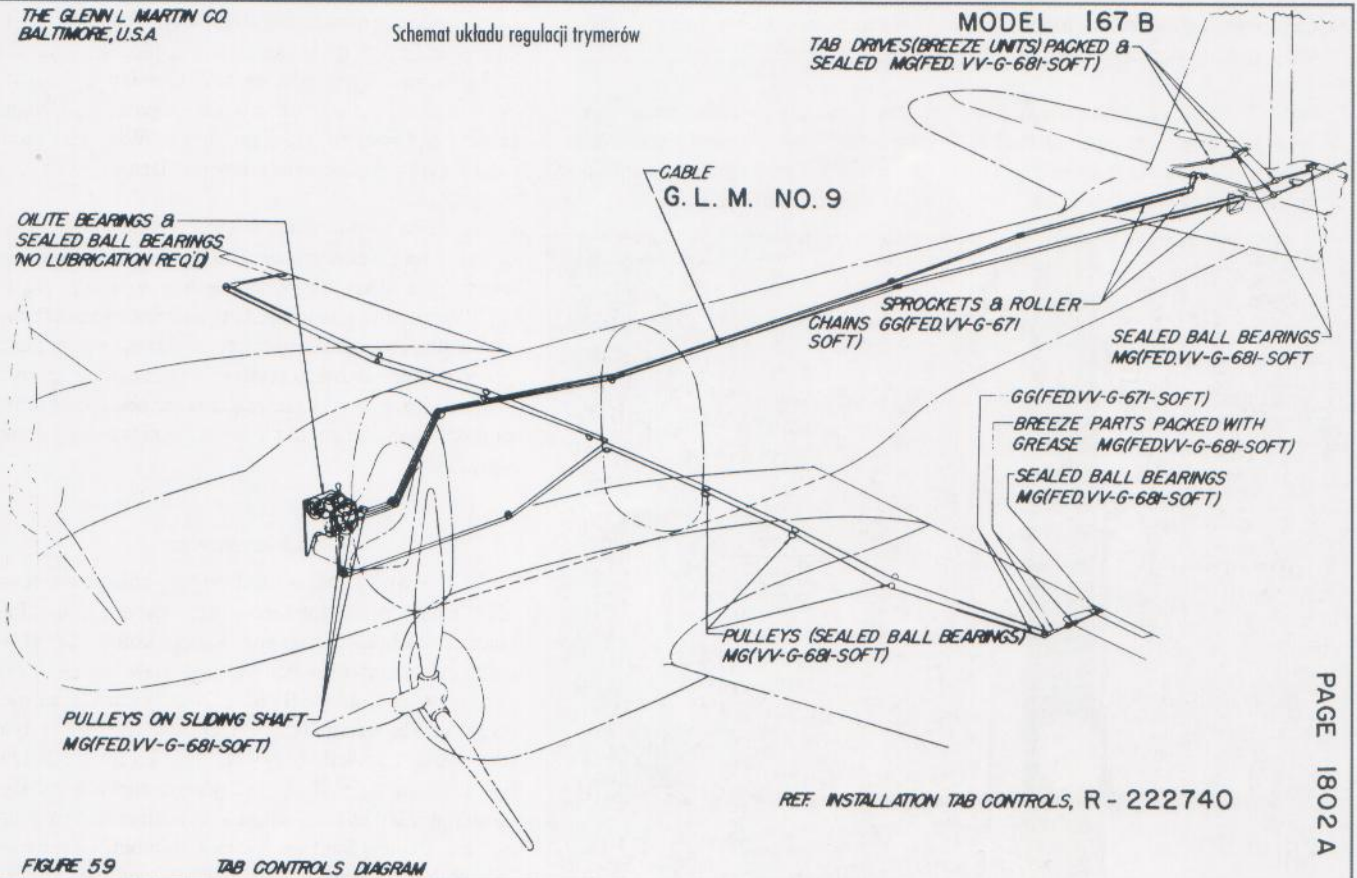 THE GLENN L. MARTIN CO.
BALTIMORE, U.S.A.
Schemat układu regulacji trymerów
MODEL 167 B
TAB DRIVES (BREEZE UNITS) PACKED &
SEALED MG(FED. VV-G-681-SOFT)
CABLE
G. L. M. NO. 9
OILITE BEARINGS &
SEALED BALL BEARINGS
'NO LUBRICATION REQ'D)
SPROCKETS & ROLLER
CHAINS GG(FED.VV-G-671
SOFT)
SEALED BALL BEARINGS
MG(FED.VV-G-681-SOFT
GG(FED.VV-G-671-SOFT)
BREEZE PARTS PACKED WITH
GREASE MG(FED.VV-G-681-SOFT)
SEALED BALL BEARINGS
MG(FED.VV-G-681-SOFT)
PULLEYS (SEALED BALL BEARINGS)
MG(VV-G-681-SOFT)
PULLEYS ON SLIDING SHAFT
MG(FED.VV-G-681-SOFT)
REF. INSTALLATION TAB CONTROLS, R-222740
PAGE 1802 A
FIGURE 59 TAB CONTROLS DIAGRAM